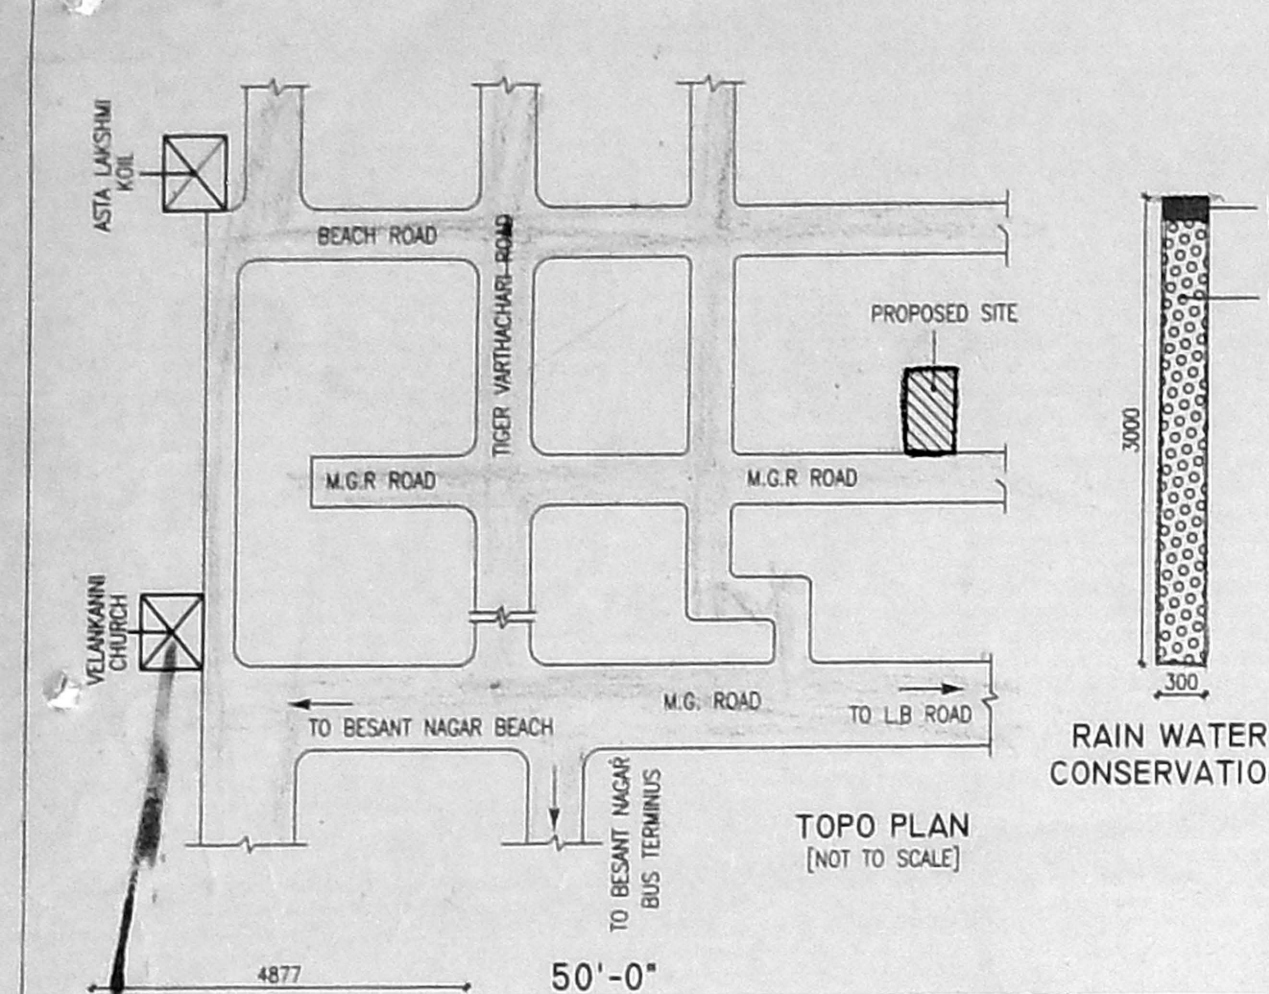 ASTA LAKSHMI
KOIL
BEACH ROAD
TIGER VARTHACHARI ROAD
PROPOSED SITE
M.G.R ROAD
M.G.R ROAD
3000
VELANKANNI
CHURCH
300
M.G. ROAD
TO BESANT NAGAR BEACH
TO L.B ROAD
RAIN WATER
CONSERVATIO
TO BESANT NAGAR
BUS TERMINUS
TOPO PLAN
[NOT TO SCALE]
4877
50'-0"